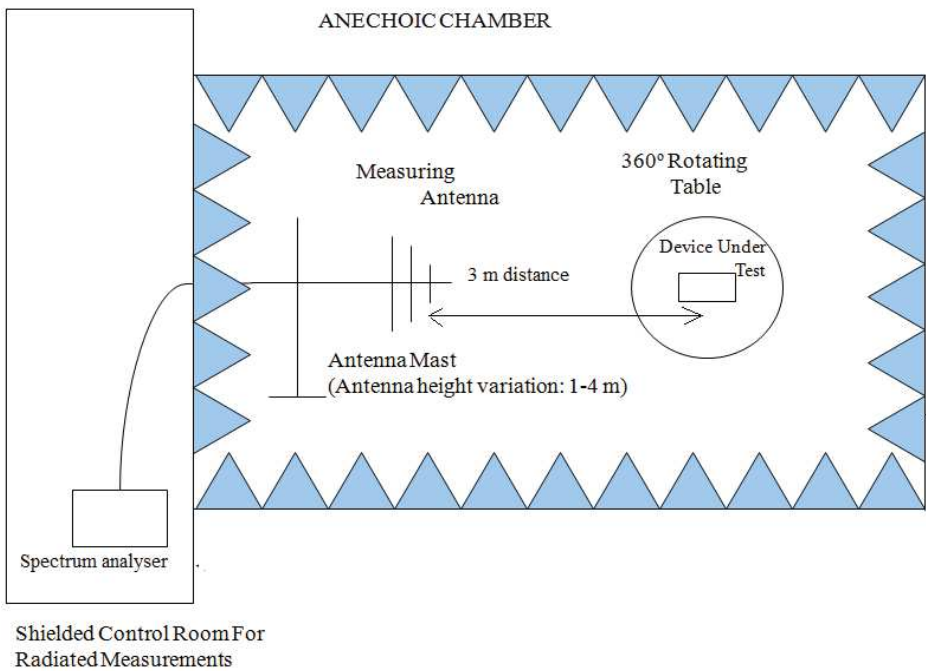 ANECHOIC CHAMBER
Measuring
Antenna
360º Rotating
Table
Device Under
Test
3 m distance
Antenna Mast
(Antenna height variation: 1-4 m)
Spectrum analyser
.
Shielded Control Room For
Radiated Measurements